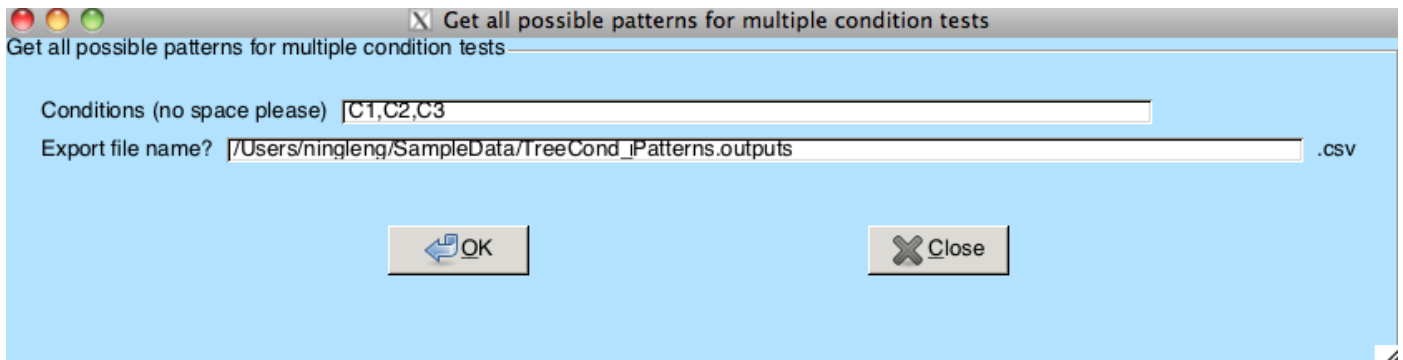 Get all possible patterns for multiple condition tests
Get all possible patterns for multiple condition tests
Conditions (no space please) C1,C2,C3
Export file name? /Users/ningleng/SampleData/TreeCond_iPatterns.outputs .csv
OK Close